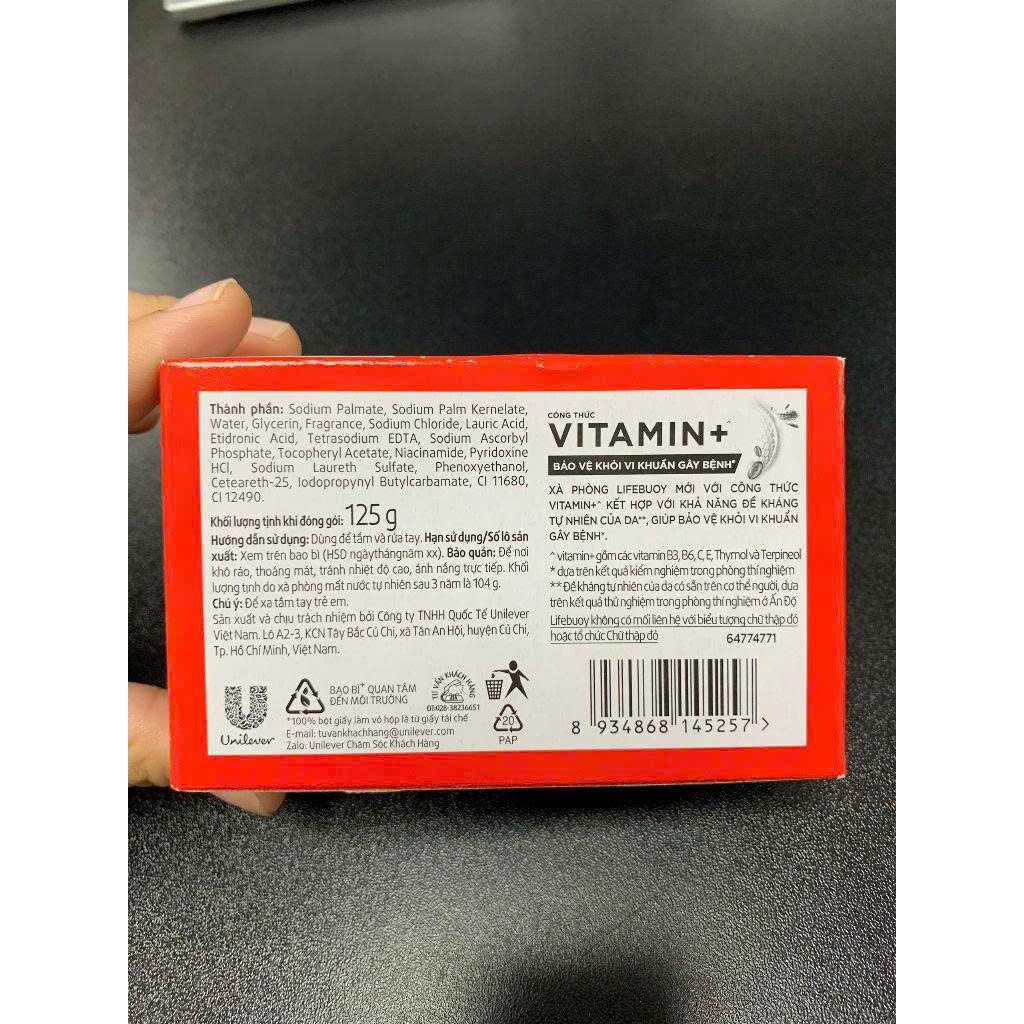 Thành phần: Sodium Palmate, Sodium Palm Kernelate,
Water, Glycerin, Fragrance, Sodium Chloride, Lauric Acid,
Etidronic Acid, Tetrasodium EDTA, Sodium Ascorbyl
Phosphate, Tocopheryl Acetate, Niacinamide, Pyridoxine
HCl, Sodium Laureth Sulfate, Phenoxyethanol,
Ceteareth-25, Iodopropynyl Butylcarbamate, CI 11680,
CI 12490.
Khối lượng tịnh khi đóng gói: 125 g
Hướng dẫn sử dụng: Dùng để tắm và rửa tay. Hạn sử dụng/Số lô sản
xuất: Xem trên bao bì (HSD ngàythángnăm xx). Bảo quản: Để nơi
khô ráo, thoáng mát, tránh nhiệt độ cao, ánh nắng trực tiếp. Khối
lượng tịnh do xà phòng mất nước tự nhiên sau 3 năm là 104 g.
Chú ý: Để xa tầm tay trẻ em.
Sản xuất và chịu trách nhiệm bởi Công ty TNHH Quốc Tế Unilever
Việt Nam. Lô A2-3, KCN Tây Bắc Củ Chi, xã Tân An Hội, huyện Củ Chi,
Tp. Hồ Chí Minh, Việt Nam.
Unilever
BAO BÌ+ QUAN TÂM
ĐẾN MÔI TRƯỜNG
TƯ VẤN KHÁCH HÀNG
ĐT:028-38236651
*100% bột giấy làm vỏ hộp là từ giấy tái chế
E-mail: tuvankhachhang@unilever.com
Zalo: Unilever Chăm Sóc Khách Hàng
20
PAP
CÔNG THỨC
VITAMIN+^
BẢO VỆ KHỎI VI KHUẨN GÂY BỆNH*
XÀ PHÒNG LIFEBUOY MỚI VỚI CÔNG THỨC
VITAMIN+^ KẾT HỢP VỚI KHẢ NĂNG ĐỀ KHÁNG
TỰ NHIÊN CỦA DA**, GIÚP BẢO VỆ KHỎI VI KHUẨN
GÂY BỆNH*.
^ vitamin+ gồm các vitamin B3, B6, C, E, Thymol và Terpineol
* dựa trên kết quả kiểm nghiệm trong phòng thí nghiệm
** Đề kháng tự nhiên của da có sẵn trên cơ thể người, dựa
trên kết quả thử nghiệm trong phòng thí nghiệm ở Ấn Độ
Lifebuoy không có mối liên hệ với biểu tượng chữ thập đỏ
hoặc tổ chức Chữ thập đỏ 64774771
8 934868 145257 >